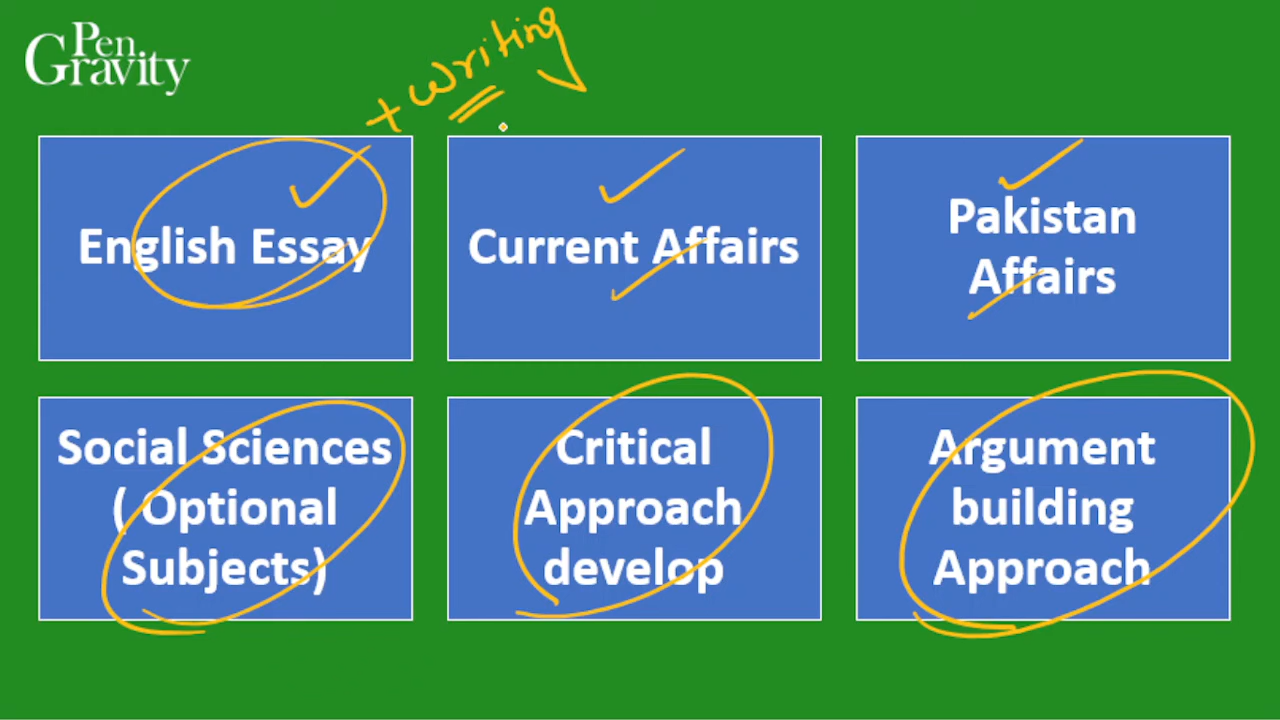 Pen
Gravity
+ writing
English Essay
Current Affairs
Pakistan
Affairs
Social Sciences
( Optional
Subjects)
Critical
Approach
develop
Argument
building
Approach